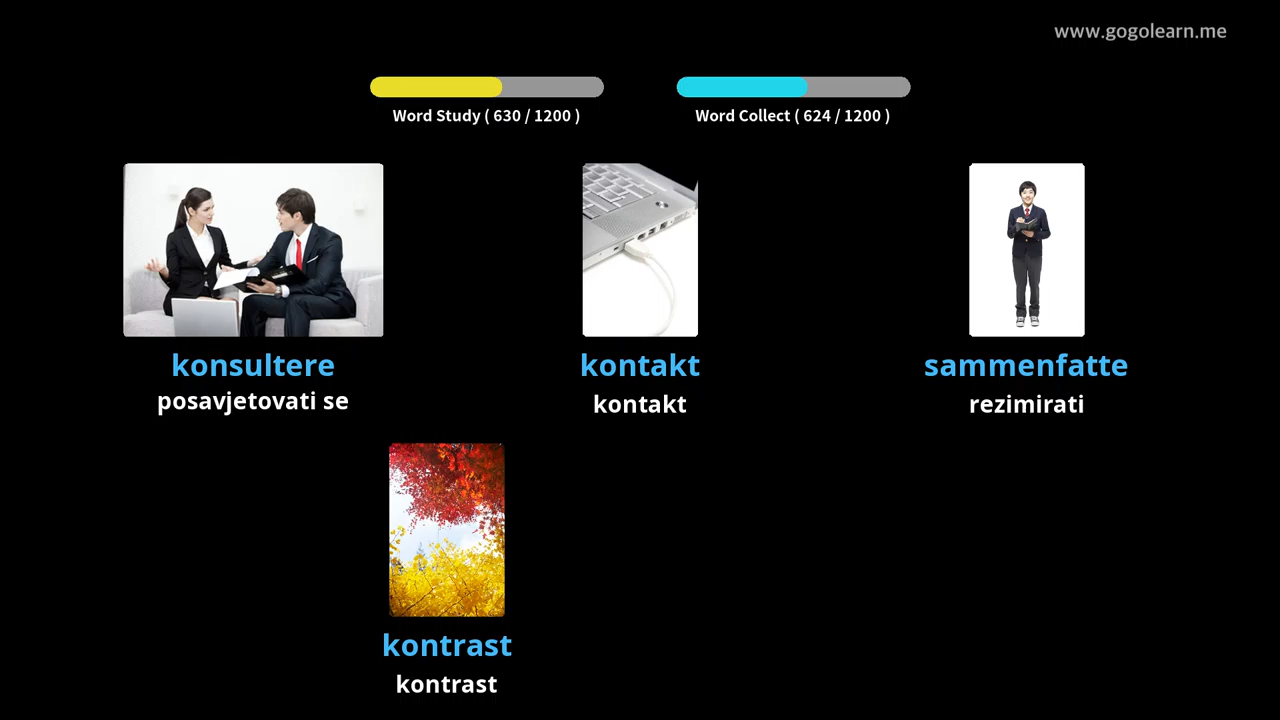 www.gogolearn.me
Word Study ( 630 / 1200 )
Word Collect ( 624 / 1200 )
konsultere
posavjetovati se
kontakt
kontakt
sammenfatte
rezimirati
kontrast
kontrast